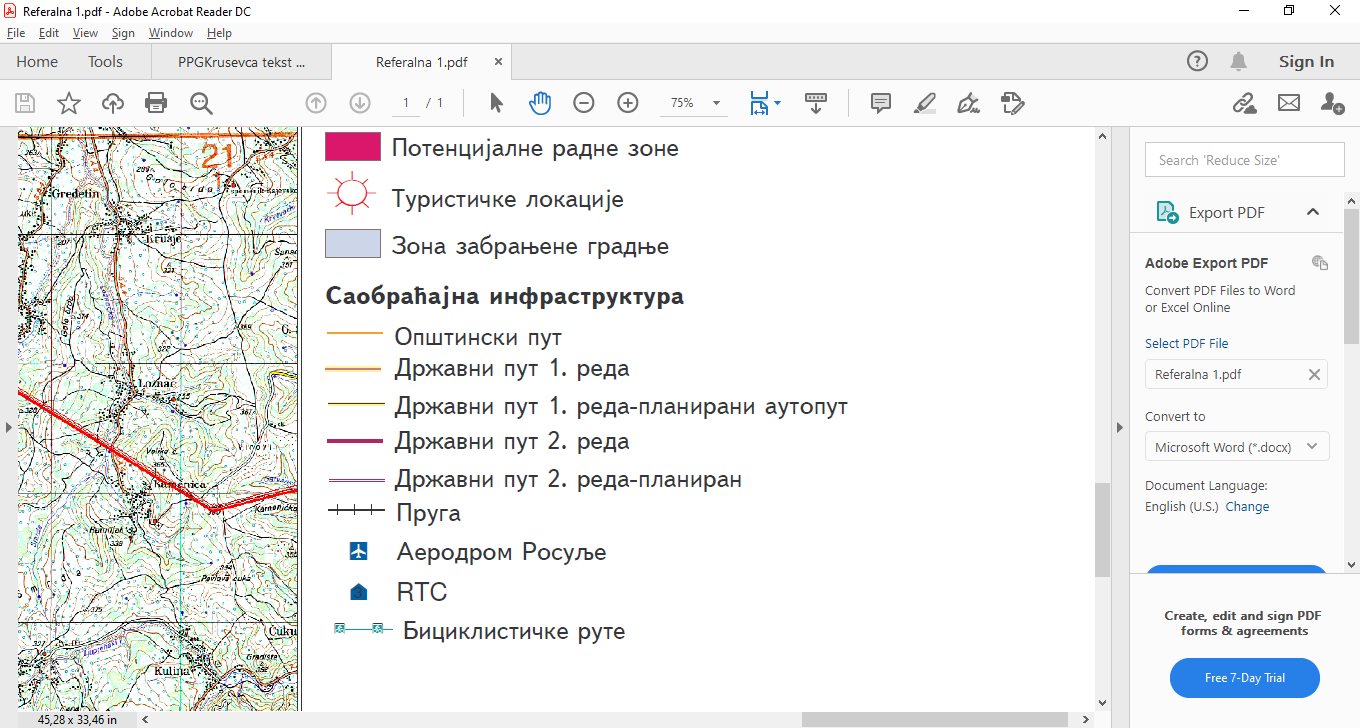 Referalna 1.pdf - Adobe Acrobat Reader DC
File Edit View Sign Window Help
Home Tools PPGKrusevca tekst ... Referalna 1.pdf Sign In
1 / 1 75%
Потенцијалне радне зоне
Туристичке локације
Зона забрањене градње
Саобраћајна инфраструктура
Општински пут
Државни пут 1. реда
Државни пут 1. реда-планирани аутопут
Државни пут 2. реда
Државни пут 2. реда-планиран
Пруга
Аеродром Росуље
RTC
Бициклистичке руте
21
Gredetin
Kruaje
Loznac
Kamenica
Pavlova čuka
Kulina
Gradište
45,28 x 33,46 in
Search 'Reduce Size'
Export PDF
Adobe Export PDF
Convert PDF Files to Word
or Excel Online
Select PDF File
Referalna 1.pdf
Convert to
Microsoft Word (*.docx)
Document Language:
English (U.S.) Change
Create, edit and sign PDF
forms & agreements
Free 7-Day Trial